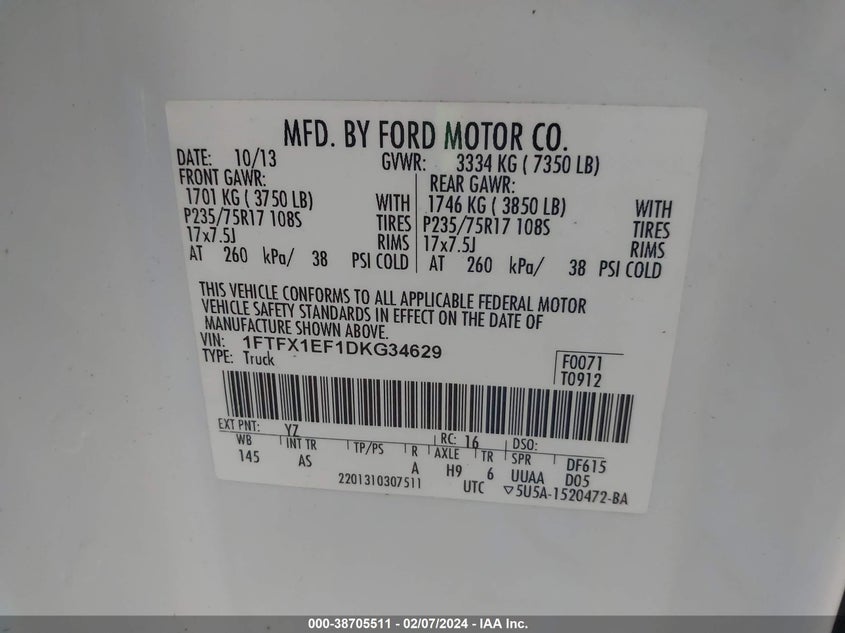 MFD. BY FORD MOTOR CO.
DATE: 10/13 GVWR: 3334 KG ( 7350 LB)
FRONT GAWR: REAR GAWR:
1701 KG ( 3750 LB) WITH 1746 KG ( 3850 LB) WITH
P235/75R17 108S TIRES P235/75R17 108S TIRES
17x7.5J RIMS 17x7.5J RIMS
AT 260 kPa/ 38 PSI COLD AT 260 kPa/ 38 PSI COLD
THIS VEHICLE CONFORMS TO ALL APPLICABLE FEDERAL MOTOR
VEHICLE SAFETY STANDARDS IN EFFECT ON THE DATE OF
MANUFACTURE SHOWN ABOVE.
VIN: 1FTFX1EF1DKG34629
TYPE: Truck
F0071
T0912
EXT PNT: YZ RC: 16 DSO:
WB INT TR TP/PS R AXLE TR SPR DF615
145 AS A H9 6 UUAA D05
2201310307511 UTC ▽5U5A-1520472-BA
000-38705511 - 02/07/2024 - IAA